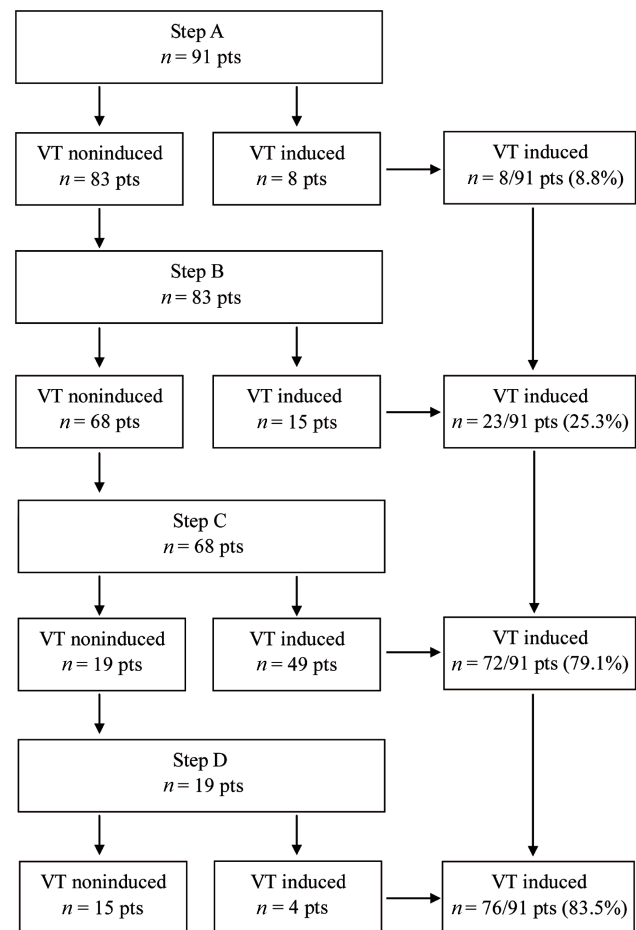 Step A
n = 91 pts
VT noninduced
n = 83 pts
VT induced
n = 8 pts
VT induced
n = 8/91 pts (8.8%)
Step B
n = 83 pts
VT noninduced
n = 68 pts
VT induced
n = 15 pts
VT induced
n = 23/91 pts (25.3%)
Step C
n = 68 pts
VT noninduced
n = 19 pts
VT induced
n = 49 pts
VT induced
n = 72/91 pts (79.1%)
Step D
n = 19 pts
VT noninduced
n = 15 pts
VT induced
n = 4 pts
VT induced
n = 76/91 pts (83.5%)